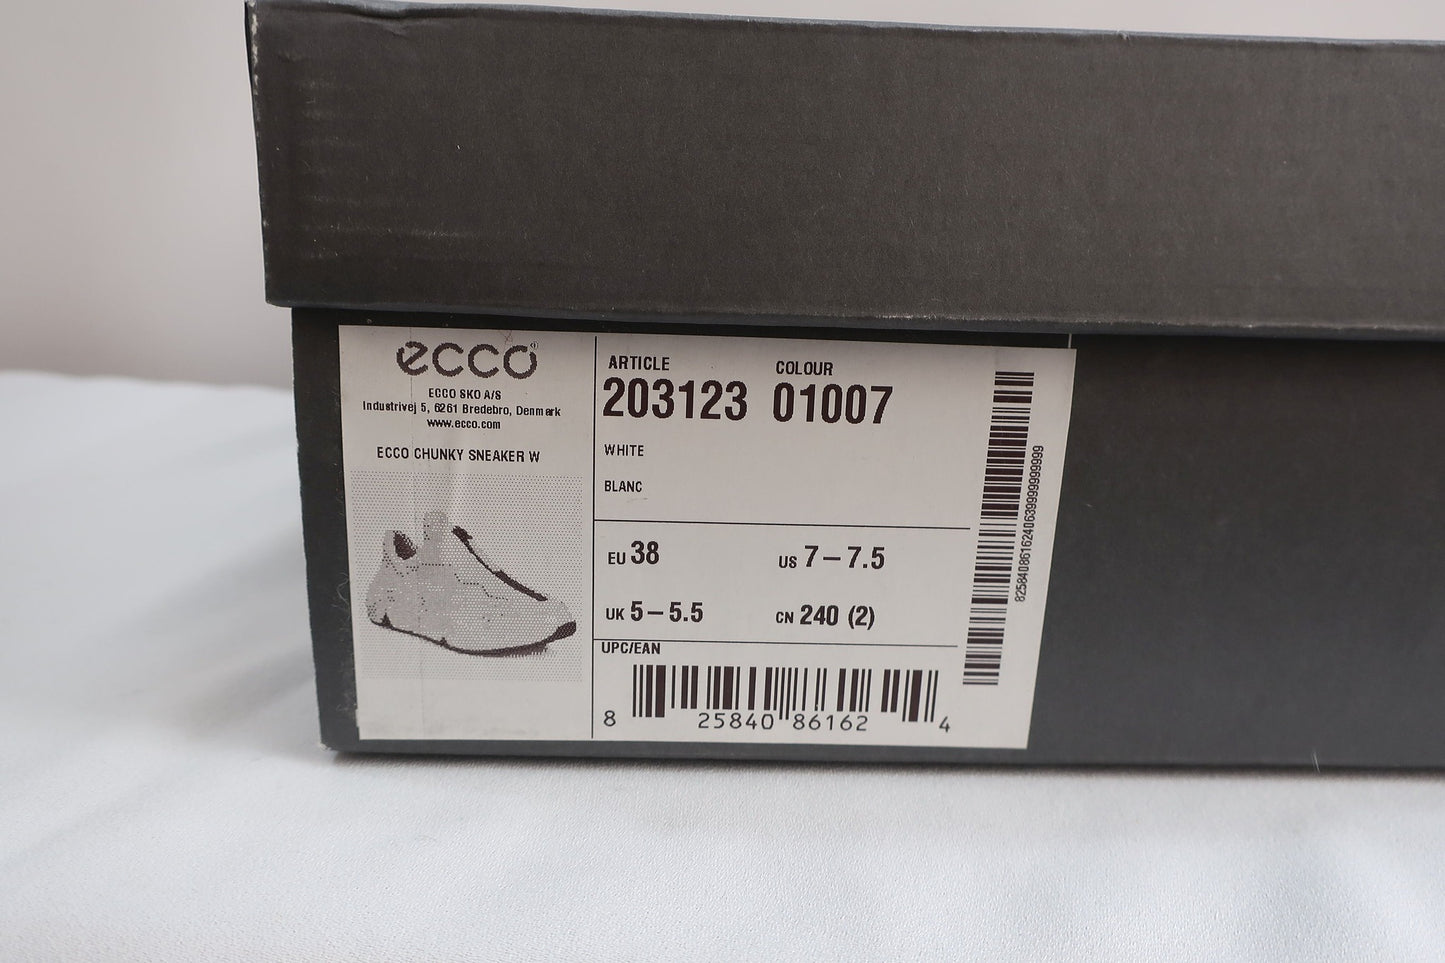 ecco
ECCO SKO A/S
Industrivej 5, 6261 Bredebro, Denmark
www.ecco.com
ECCO CHUNKY SNEAKER W
ARTICLE COLOUR
203123 01007
WHITE
BLANC
EU 38 US 7–7.5
UK 5–5.5 CN 240 (2)
UPC/EAN
8 25840 86162 4